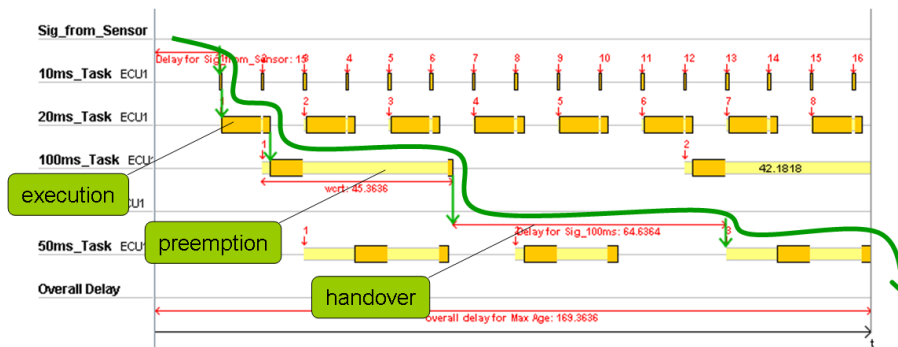 Sig_from_Sensor
Delay for Sig_from_Sensor: 15
1 2 3 4 5 6 7 8 9 10 11 12 13 14 15 16
10ms_Task ECU1
1 2 3 4 5 6 7 8
20ms_Task ECU1
1 2
100ms_Task ECU1
42.1818
execution
wcrt: 45.3636
ECU1
preemption
Delay for Sig_100ms: 64.6364
1 2 3
50ms_Task ECU1
Overall Delay
handover
overall delay for Max Age: 169.3636
t